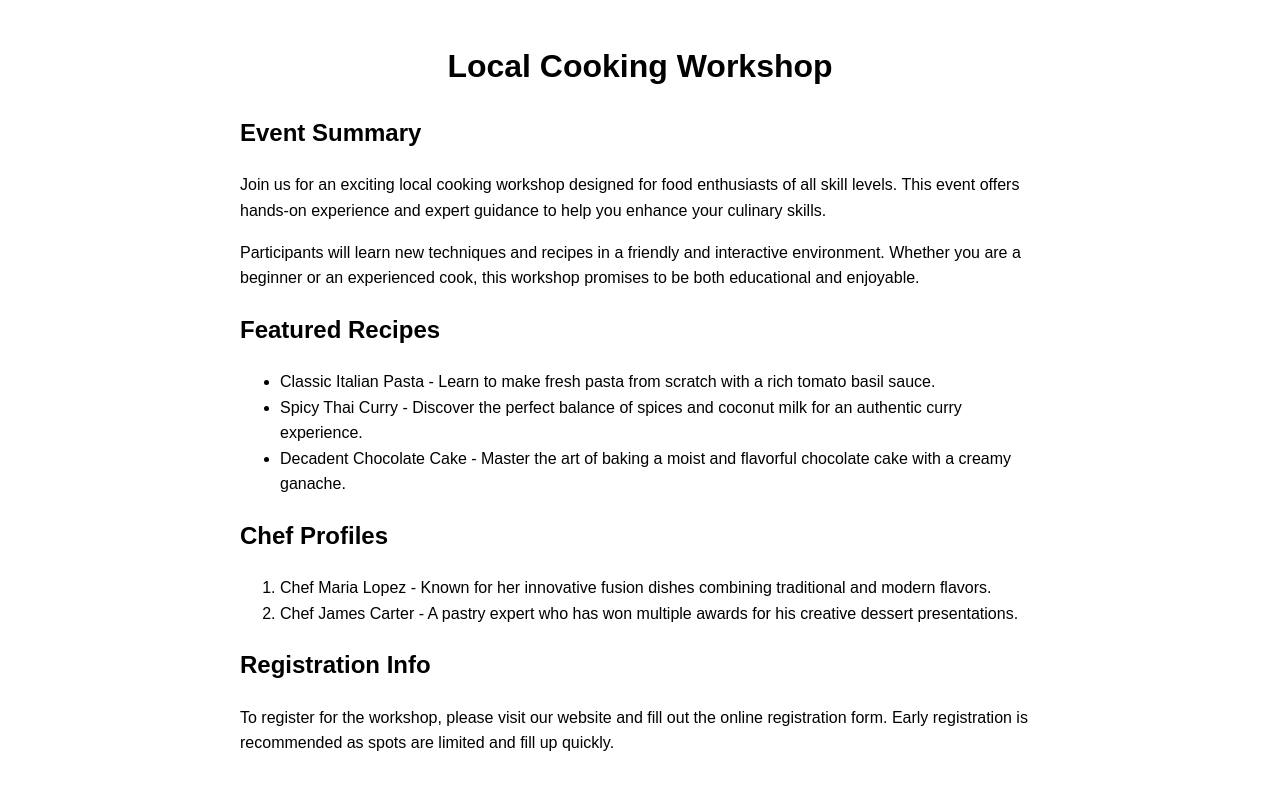 Local Cooking Workshop
Event Summary
Join us for an exciting local cooking workshop designed for food enthusiasts of all skill levels. This event offers
hands-on experience and expert guidance to help you enhance your culinary skills.
Participants will learn new techniques and recipes in a friendly and interactive environment. Whether you are a
beginner or an experienced cook, this workshop promises to be both educational and enjoyable.
Featured Recipes
• Classic Italian Pasta - Learn to make fresh pasta from scratch with a rich tomato basil sauce.
• Spicy Thai Curry - Discover the perfect balance of spices and coconut milk for an authentic curry
experience.
• Decadent Chocolate Cake - Master the art of baking a moist and flavorful chocolate cake with a creamy
ganache.
Chef Profiles
1. Chef Maria Lopez - Known for her innovative fusion dishes combining traditional and modern flavors.
2. Chef James Carter - A pastry expert who has won multiple awards for his creative dessert presentations.
Registration Info
To register for the workshop, please visit our website and fill out the online registration form. Early registration is
recommended as spots are limited and fill up quickly.